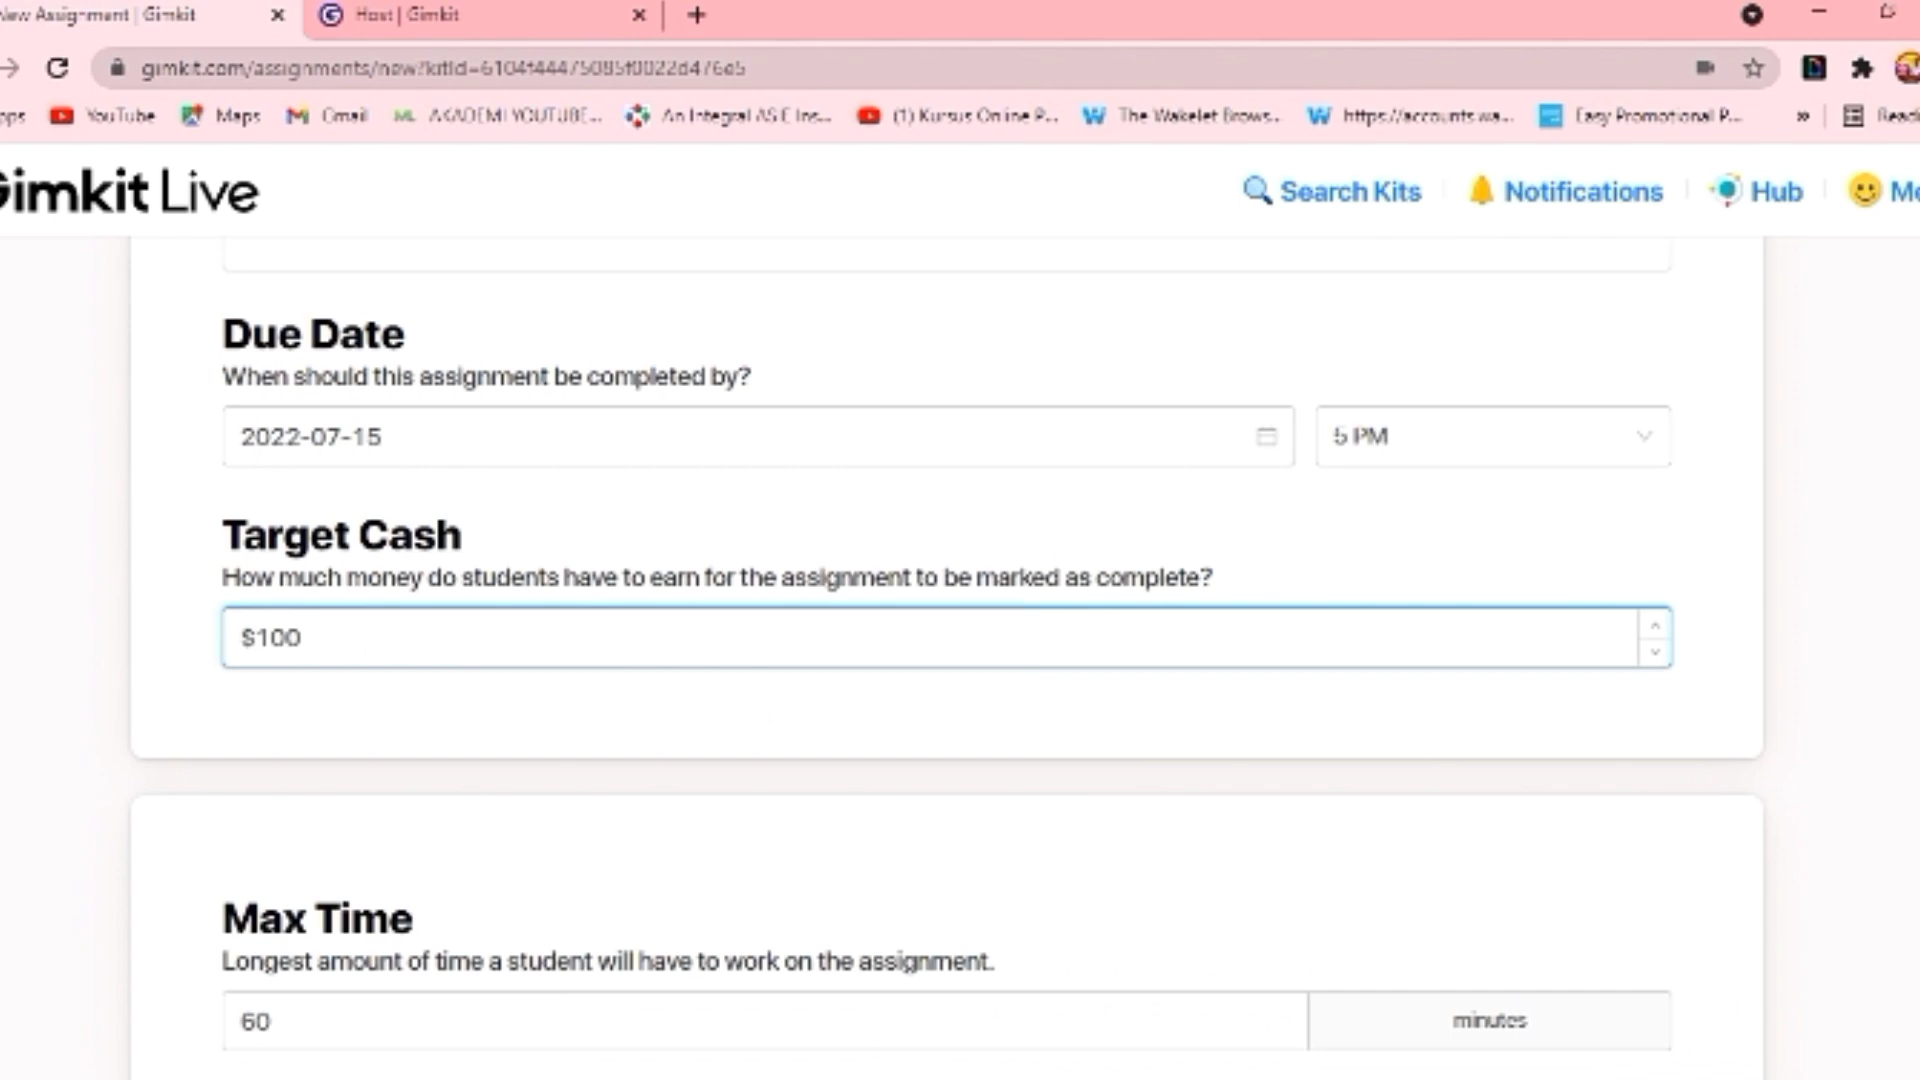 New Assignment | Gimkit
Host | Gimkit
gimkit.com/assignments/new?kitId=6104f44475085f0022d476e5
YouTube
Maps
Gmail
AKADEMI YOUTUBE...
An Integral ASIE Ins...
(1) Kursus Online P...
The Wakelet Brows...
https://accounts.wa...
Easy Promotional P...
»
Gimkit Live
Search Kits
Notifications
Hub
Me
Due Date
When should this assignment be completed by?
2022-07-15
5 PM
Target Cash
How much money do students have to earn for the assignment to be marked as complete?
$100
Max Time
Longest amount of time a student will have to work on the assignment.
60
minutes